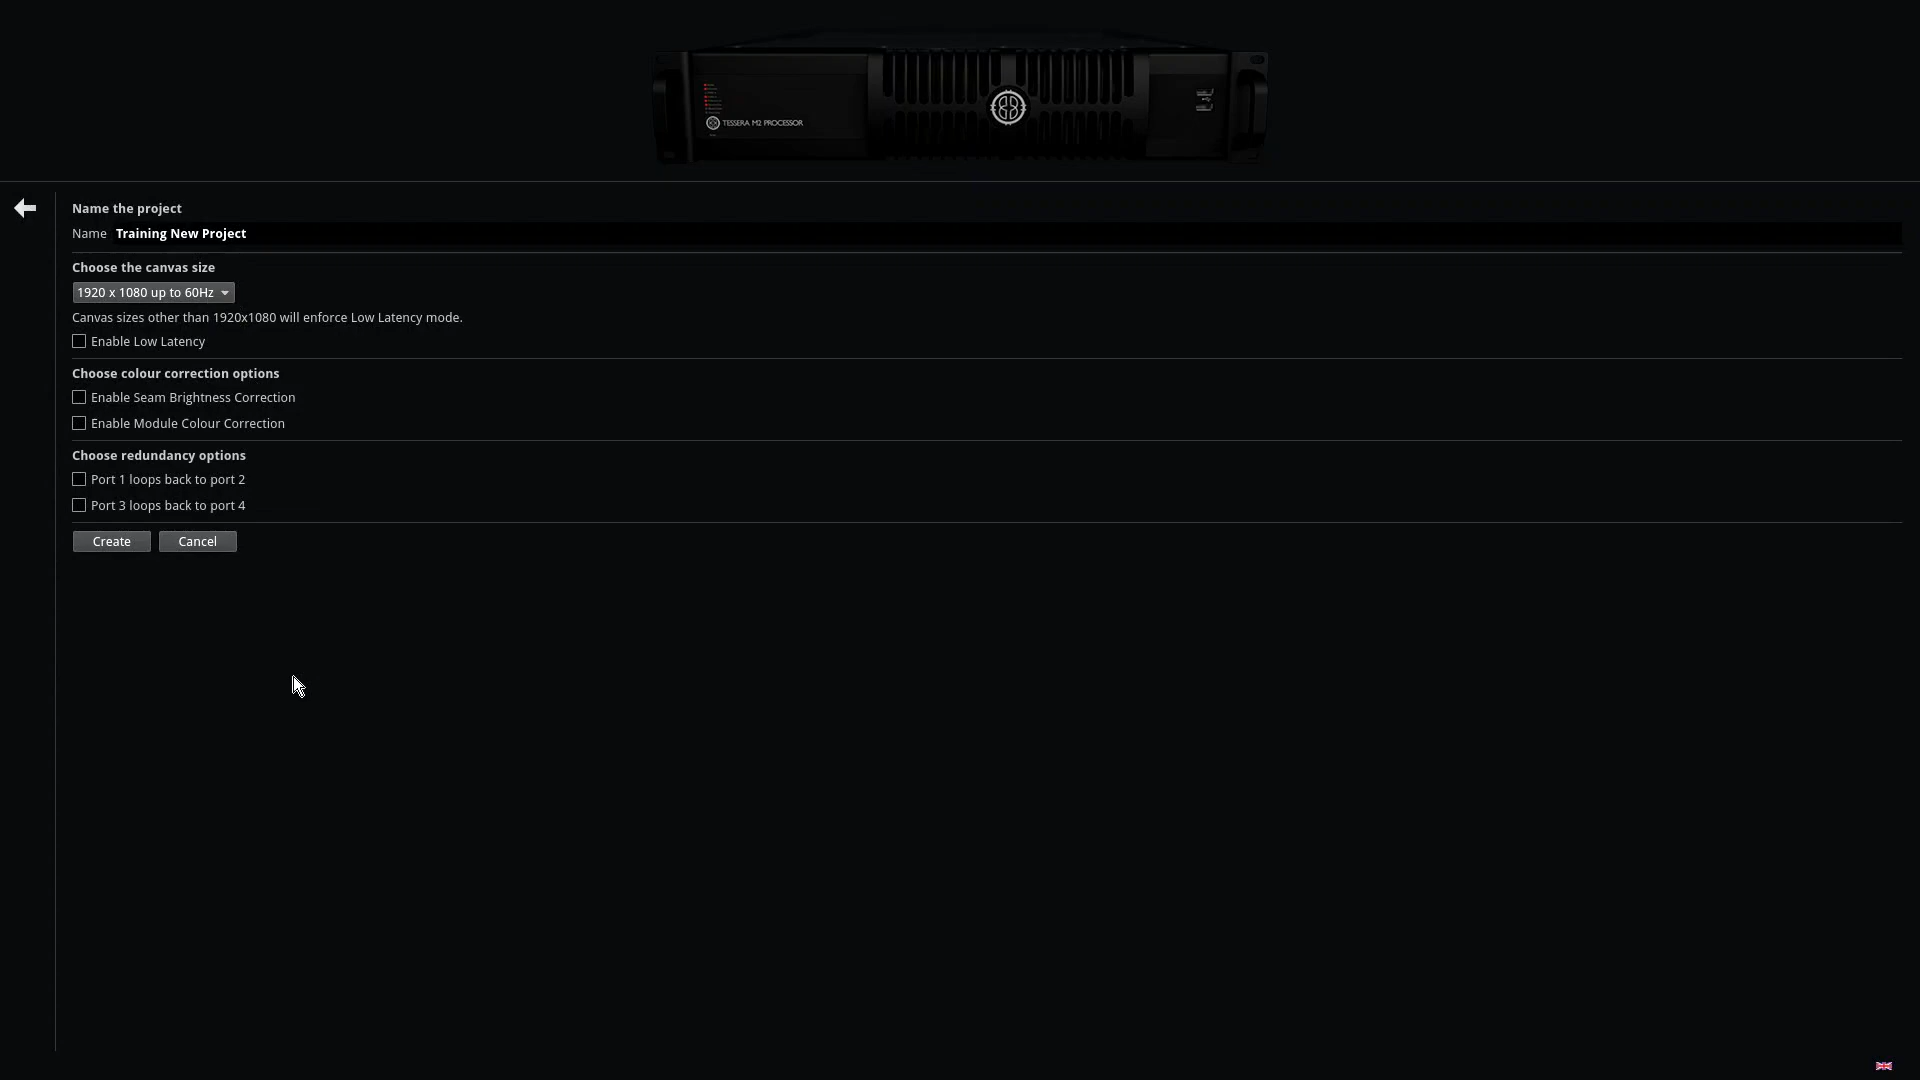 TESSERA M2 PROCESSOR
Name the project
Name Training New Project
Choose the canvas size
1920 x 1080 up to 60Hz
Canvas sizes other than 1920x1080 will enforce Low Latency mode.
Enable Low Latency
Choose colour correction options
Enable Seam Brightness Correction
Enable Module Colour Correction
Choose redundancy options
Port 1 loops back to port 2
Port 3 loops back to port 4
Create Cancel